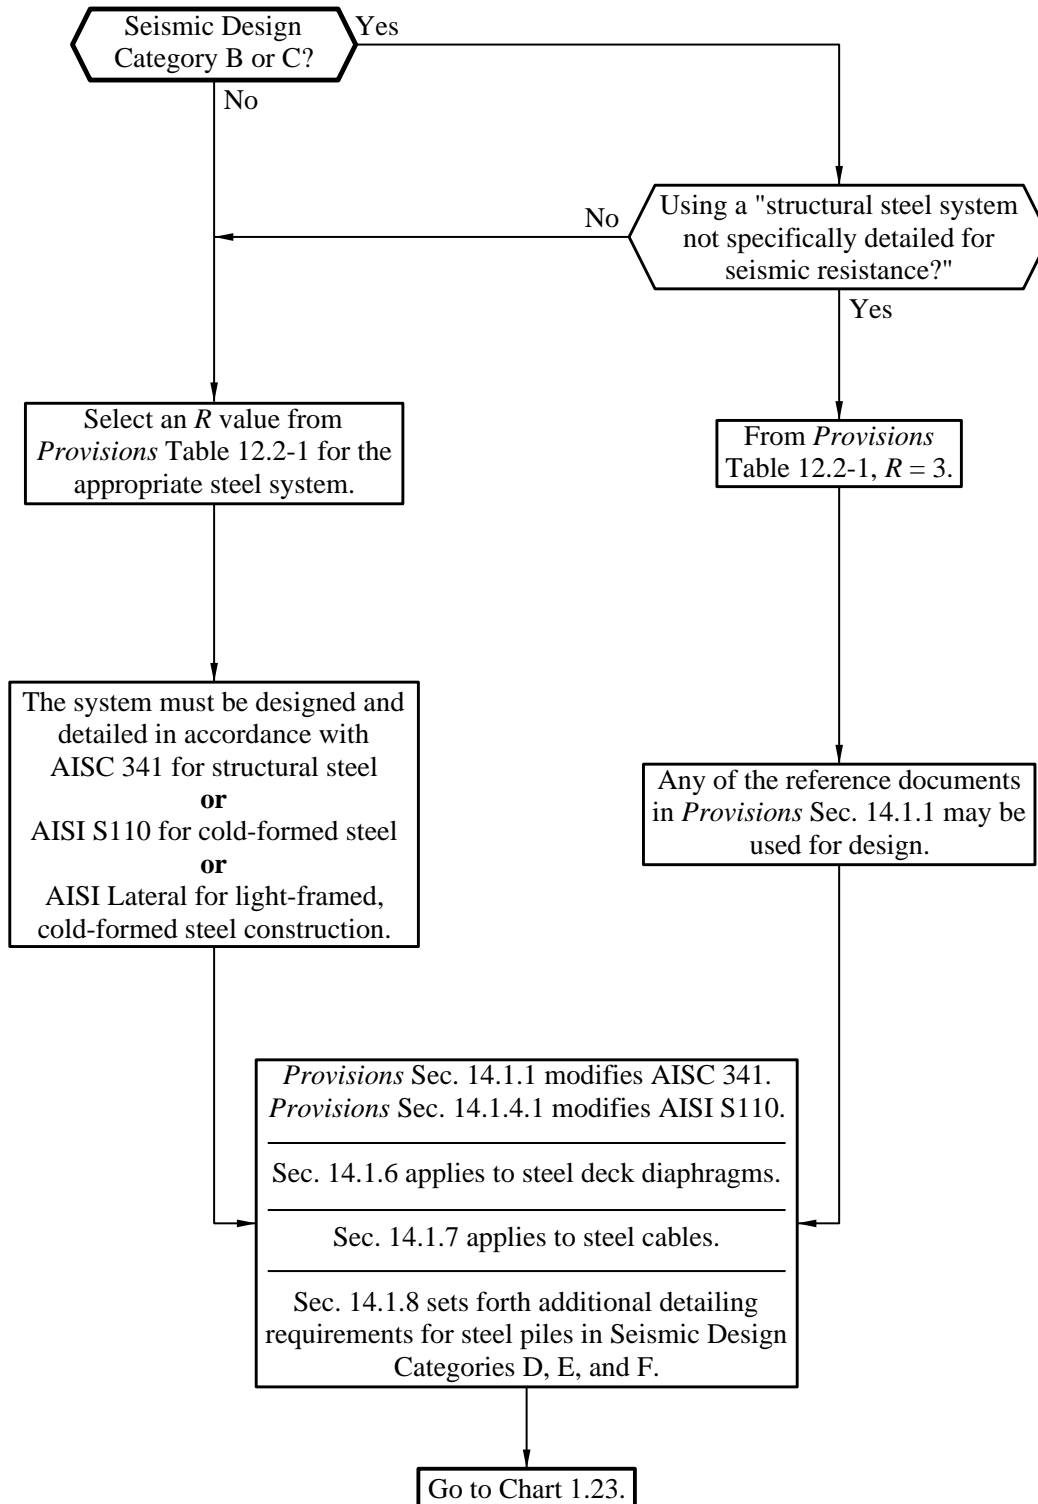 Seismic Design
Category B or C?
Yes
No
Using a "structural steel system
not specifically detailed for
seismic resistance?"
No
Yes
Select an R value from
Provisions Table 12.2-1 for the
appropriate steel system.
From Provisions
Table 12.2-1, R = 3.
The system must be designed and
detailed in accordance with
AISC 341 for structural steel
or
AISI S110 for cold-formed steel
or
AISI Lateral for light-framed,
cold-formed steel construction.
Any of the reference documents
in Provisions Sec. 14.1.1 may be
used for design.
Provisions Sec. 14.1.1 modifies AISC 341.
Provisions Sec. 14.1.4.1 modifies AISI S110.
Sec. 14.1.6 applies to steel deck diaphragms.
Sec. 14.1.7 applies to steel cables.
Sec. 14.1.8 sets forth additional detailing
requirements for steel piles in Seismic Design
Categories D, E, and F.
Go to Chart 1.23.